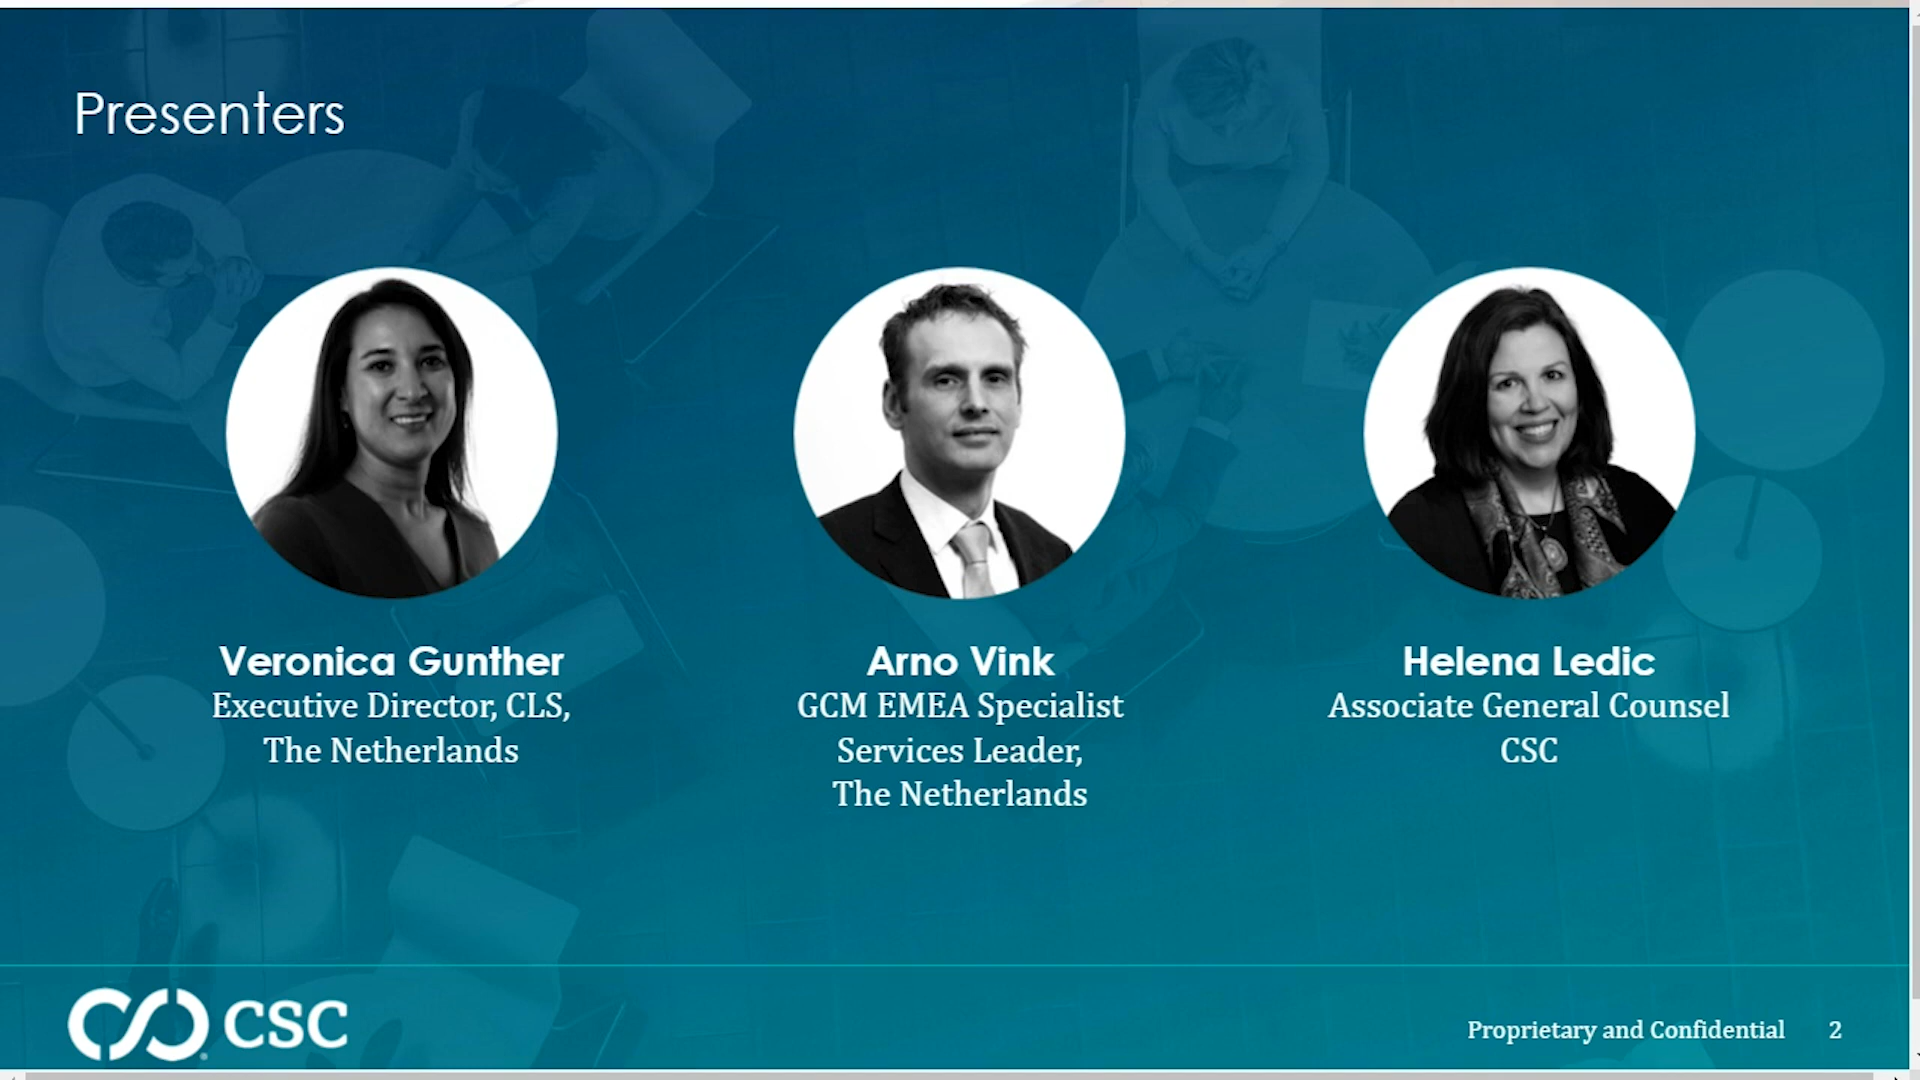 Presenters
Veronica Gunther
Executive Director, CLS,
The Netherlands
Arno Vink
GCM EMEA Specialist
Services Leader,
The Netherlands
Helena Ledic
Associate General Counsel
CSC
CSC
Proprietary and Confidential 2